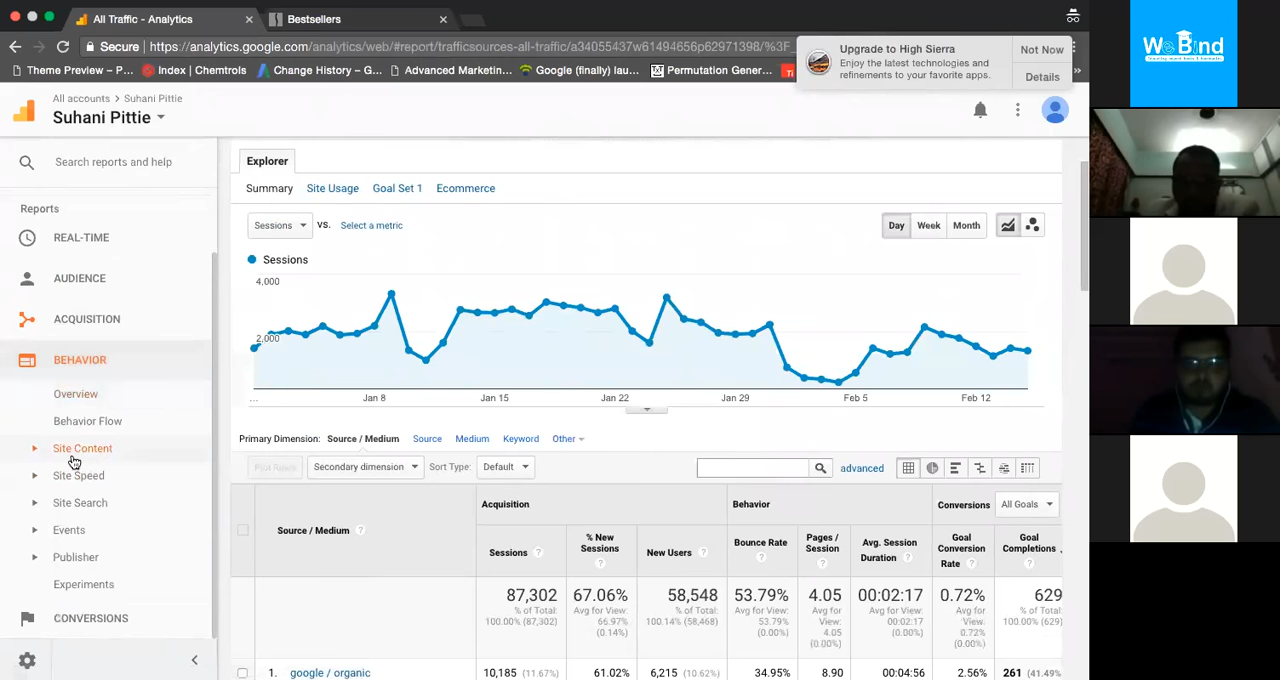 All Traffic - Analytics
Bestsellers
Secure https://analytics.google.com/analytics/web/#report/trafficsources-all-traffic/a34055437w61494656p62971398/%3F_
Theme Preview – P...
Index | Chemtrols
Change History – G...
Advanced Marketin...
Google (finally) lau...
Permutation Gener...
Ti
»
Upgrade to High Sierra
Enjoy the latest technologies and
refinements to your favorite apps.
Not Now
Details
We Bind
All accounts > Suhani Pittie
Suhani Pittie
Search reports and help
Reports
REAL-TIME
AUDIENCE
ACQUISITION
BEHAVIOR
Overview
Behavior Flow
Site Content
Site Speed
Site Search
Events
Publisher
Experiments
CONVERSIONS
Explorer
Summary Site Usage Goal Set 1 Ecommerce
Sessions VS. Select a metric
Day Week Month
Sessions
4,000
2,000
... Jan 8 Jan 15 Jan 22 Jan 29 Feb 5 Feb 12
Primary Dimension: Source / Medium Source Medium Keyword Other
Plot Rows Secondary dimension Sort Type: Default advanced
Source / Medium ?
Acquisition
Behavior
Conversions All Goals
Sessions ?
% New Sessions ?
New Users ?
Bounce Rate ?
Pages / Session ?
Avg. Session Duration ?
Goal Conversion Rate ?
Goal Completions ?
87,302
% of Total:
100.00% (87,302)
67.06%
Avg for View:
66.97%
(0.14%)
58,548
% of Total:
100.14% (58,468)
53.79%
Avg for View:
53.79%
(0.00%)
4.05
Avg for
View:
4.05
(0.00%)
00:02:17
Avg for View:
00:02:17
(0.00%)
0.72%
Avg for
View:
0.72%
(0.00%)
629
% of Total:
100.00% (629)
1. google / organic 10,185 (11.67%) 61.02% 6,215 (10.62%) 34.95% 8.90 00:04:56 2.56% 261 (41.49%